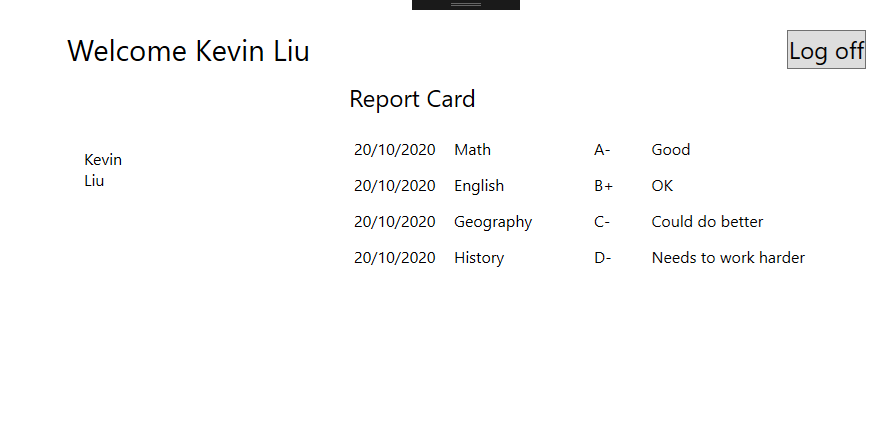 Welcome Kevin Liu
Log off
Report Card
Kevin
Liu
20/10/2020 Math A- Good
20/10/2020 English B+ OK
20/10/2020 Geography C- Could do better
20/10/2020 History D- Needs to work harder